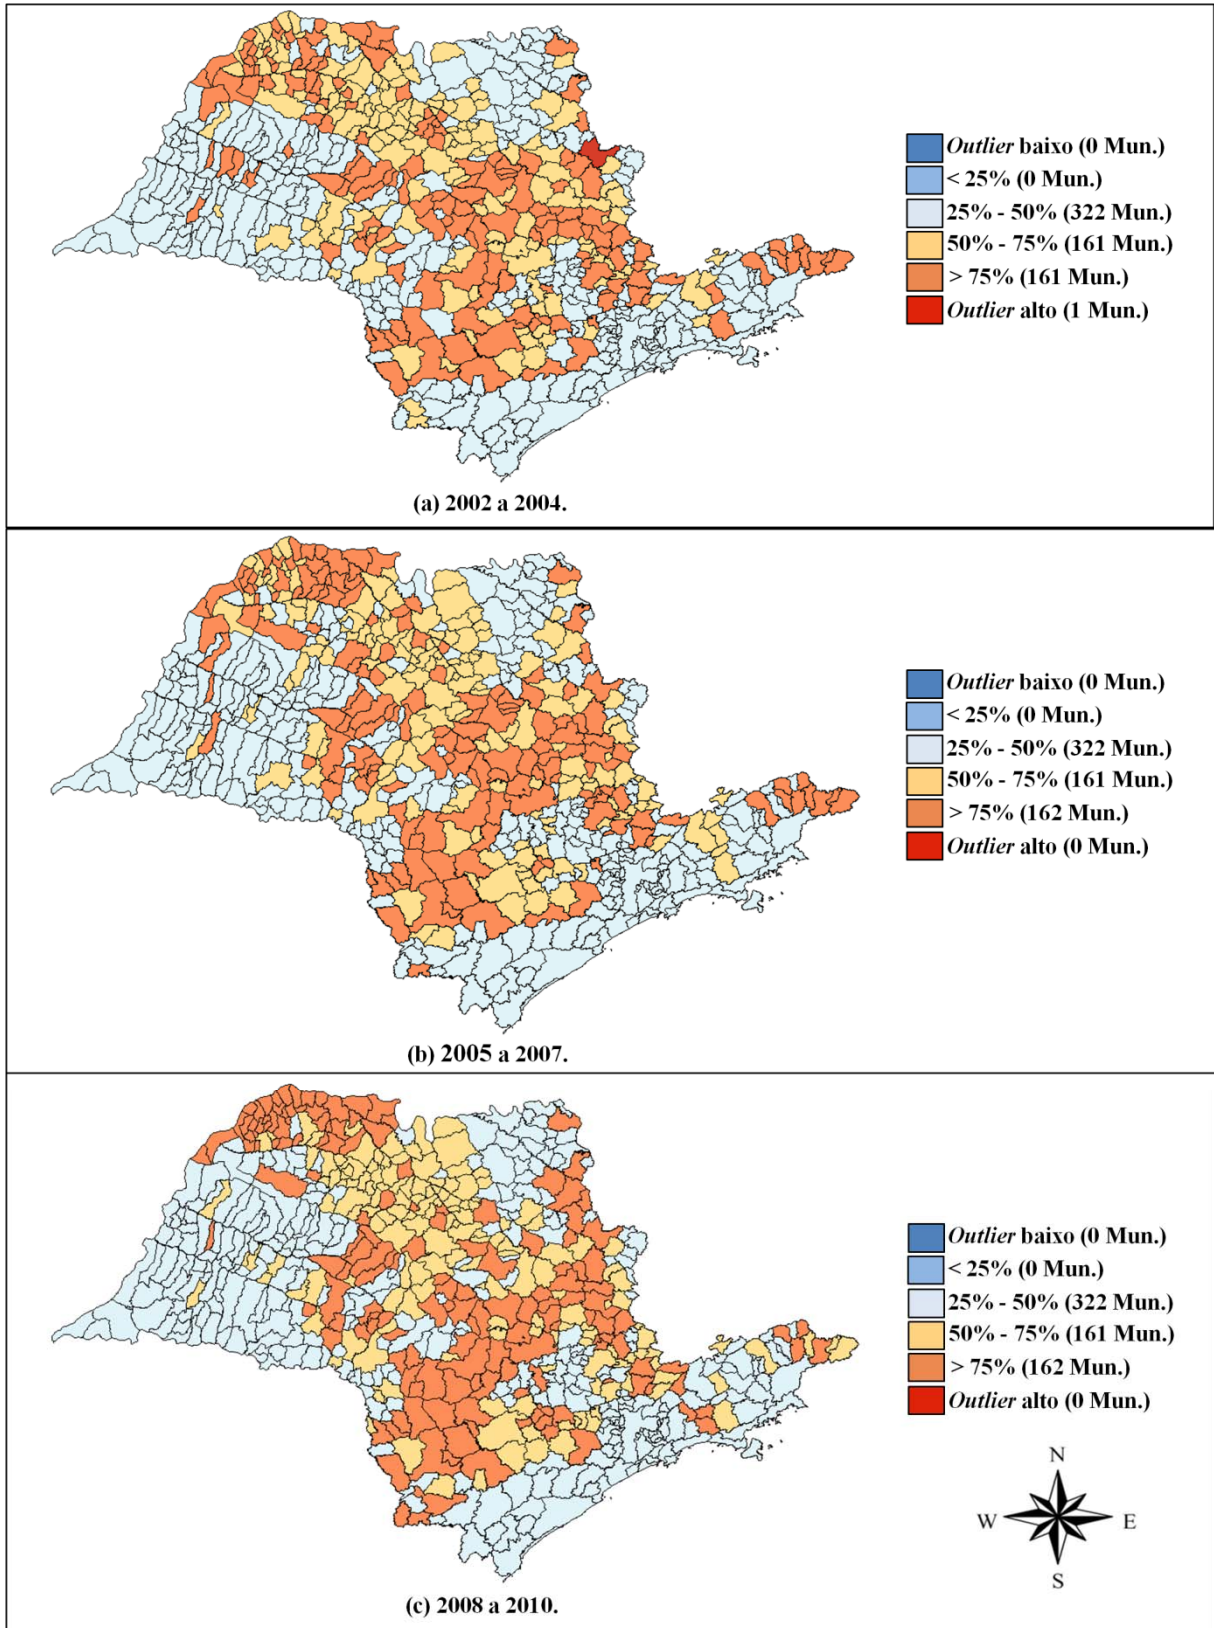 Outlier baixo (0 Mun.)
< 25% (0 Mun.)
25% - 50% (322 Mun.)
50% - 75% (161 Mun.)
> 75% (161 Mun.)
Outlier alto (1 Mun.)
(a) 2002 a 2004.
Outlier baixo (0 Mun.)
< 25% (0 Mun.)
25% - 50% (322 Mun.)
50% - 75% (161 Mun.)
> 75% (162 Mun.)
Outlier alto (0 Mun.)
(b) 2005 a 2007.
Outlier baixo (0 Mun.)
< 25% (0 Mun.)
25% - 50% (322 Mun.)
50% - 75% (161 Mun.)
> 75% (162 Mun.)
Outlier alto (0 Mun.)
N
W E
S
(c) 2008 a 2010.